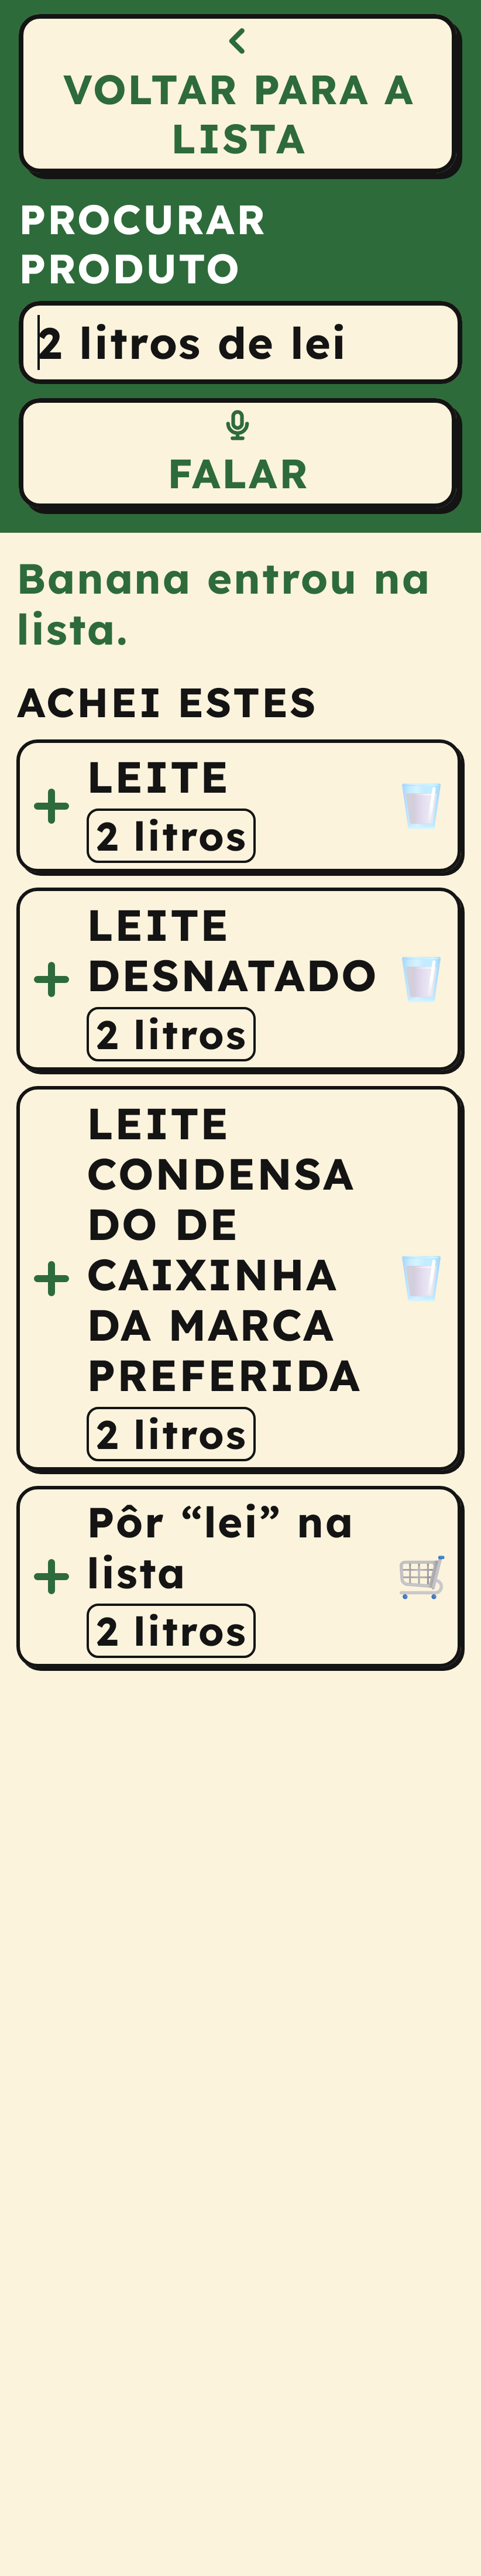 VOLTAR PARA A
LISTA
PROCURAR
PRODUTO
2 litros de lei
FALAR
Banana entrou na
lista.
ACHEI ESTES
LEITE
2 litros
LEITE
DESNATADO
2 litros
LEITE
CONDENSA
DO DE
CAIXINHA
DA MARCA
PREFERIDA
2 litros
Pôr “lei” na
lista
2 litros